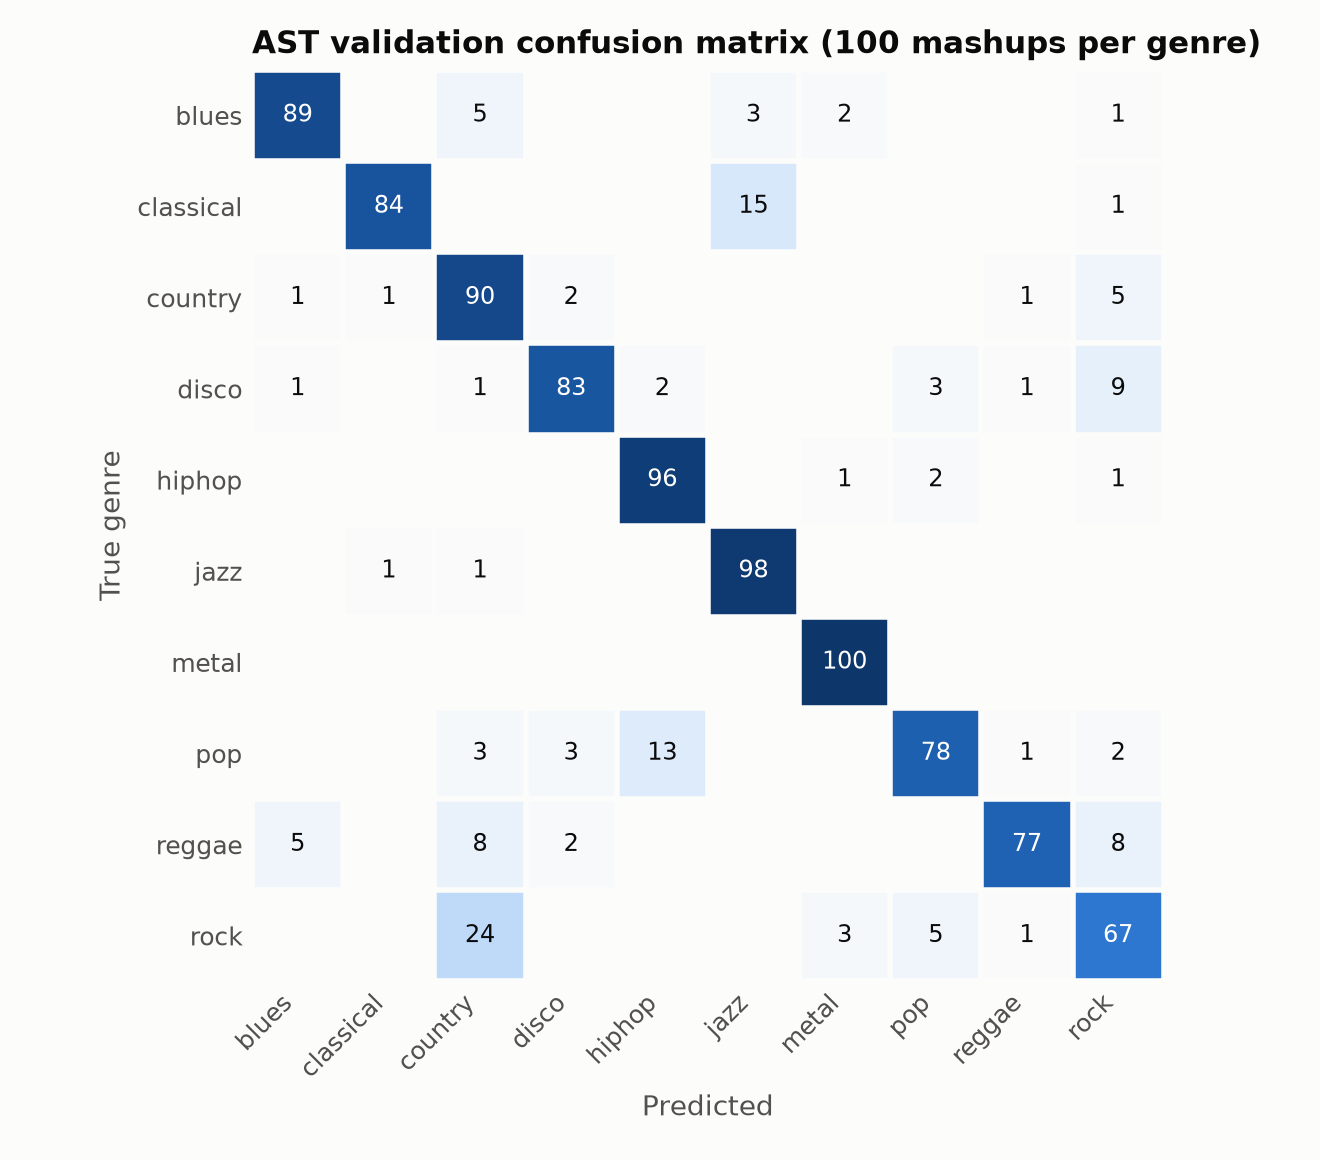 AST validation confusion matrix (100 mashups per genre)
blues 89 5 3 2 1
classical 84 15 1
country 1 1 90 2 1 5
disco 1 1 83 2 3 1 9
hiphop 96 1 2 1
jazz 1 1 98
metal 100
pop 3 3 13 78 1 2
reggae 5 8 2 77 8
rock 24 3 5 1 67
True genre
blues classical country disco hiphop jazz metal pop reggae rock
Predicted